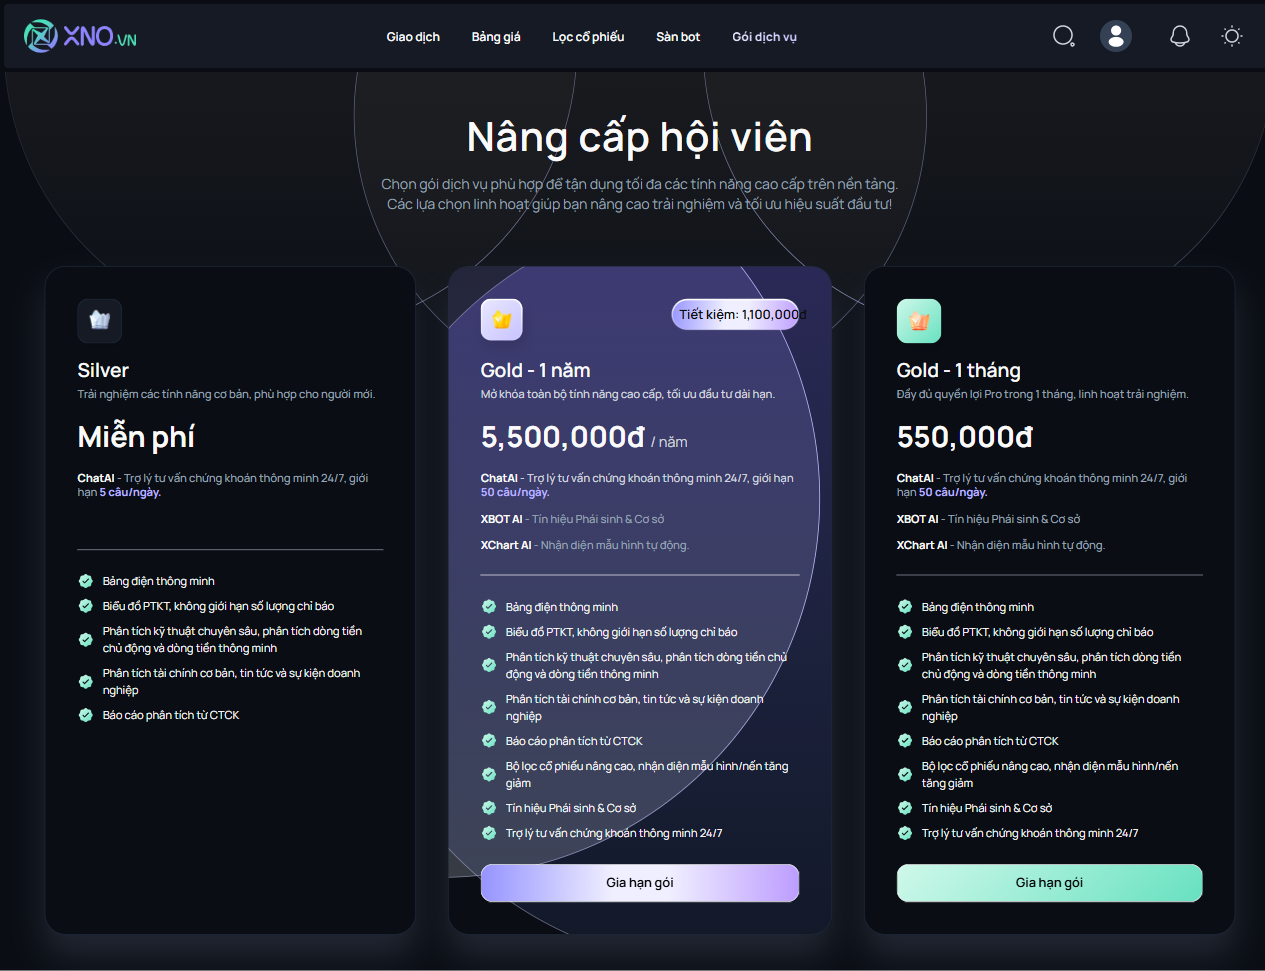 XNO.VN
Giao dịch
Bảng giá
Lọc cổ phiếu
Sàn bot
Gói dịch vụ
Nâng cấp hội viên
Chọn gói dịch vụ phù hợp để tận dụng tối đa các tính năng cao cấp trên nền tảng.
Các lựa chọn linh hoạt giúp bạn nâng cao trải nghiệm và tối ưu hiệu suất đầu tư!
Silver
Trải nghiệm các tính năng cơ bản, phù hợp cho người mới.
Miễn phí
ChatAI - Trợ lý tư vấn chứng khoán thông minh 24/7, giới
hạn 5 câu/ngày.
Bảng điện thông minh
Biểu đồ PTKT, không giới hạn số lượng chỉ báo
Phân tích kỹ thuật chuyên sâu, phân tích dòng tiền
chủ động và dòng tiền thông minh
Phân tích tài chính cơ bản, tin tức và sự kiện doanh
nghiệp
Báo cáo phân tích từ CTCK
Tiết kiệm: 1,100,000đ
Gold - 1 năm
Mở khóa toàn bộ tính năng cao cấp, tối ưu đầu tư dài hạn.
5,500,000đ / năm
ChatAI - Trợ lý tư vấn chứng khoán thông minh 24/7, giới hạn
50 câu/ngày.
XBOT AI - Tín hiệu Phái sinh & Cơ sở
XChart AI - Nhận diện mẫu hình tự động.
Bảng điện thông minh
Biểu đồ PTKT, không giới hạn số lượng chỉ báo
Phân tích kỹ thuật chuyên sâu, phân tích dòng tiền chủ
động và dòng tiền thông minh
Phân tích tài chính cơ bản, tin tức và sự kiện doanh
nghiệp
Báo cáo phân tích từ CTCK
Bộ lọc cổ phiếu nâng cao, nhận diện mẫu hình/nến tăng
giảm
Tín hiệu Phái sinh & Cơ sở
Trợ lý tư vấn chứng khoán thông minh 24/7
Gia hạn gói
Gold - 1 tháng
Đầy đủ quyền lợi Pro trong 1 tháng, linh hoạt trải nghiệm.
550,000đ
ChatAI - Trợ lý tư vấn chứng khoán thông minh 24/7, giới
hạn 50 câu/ngày.
XBOT AI - Tín hiệu Phái sinh & Cơ sở
XChart AI - Nhận diện mẫu hình tự động.
Bảng điện thông minh
Biểu đồ PTKT, không giới hạn số lượng chỉ báo
Phân tích kỹ thuật chuyên sâu, phân tích dòng tiền
chủ động và dòng tiền thông minh
Phân tích tài chính cơ bản, tin tức và sự kiện doanh
nghiệp
Báo cáo phân tích từ CTCK
Bộ lọc cổ phiếu nâng cao, nhận diện mẫu hình/nến
tăng giảm
Tín hiệu Phái sinh & Cơ sở
Trợ lý tư vấn chứng khoán thông minh 24/7
Gia hạn gói